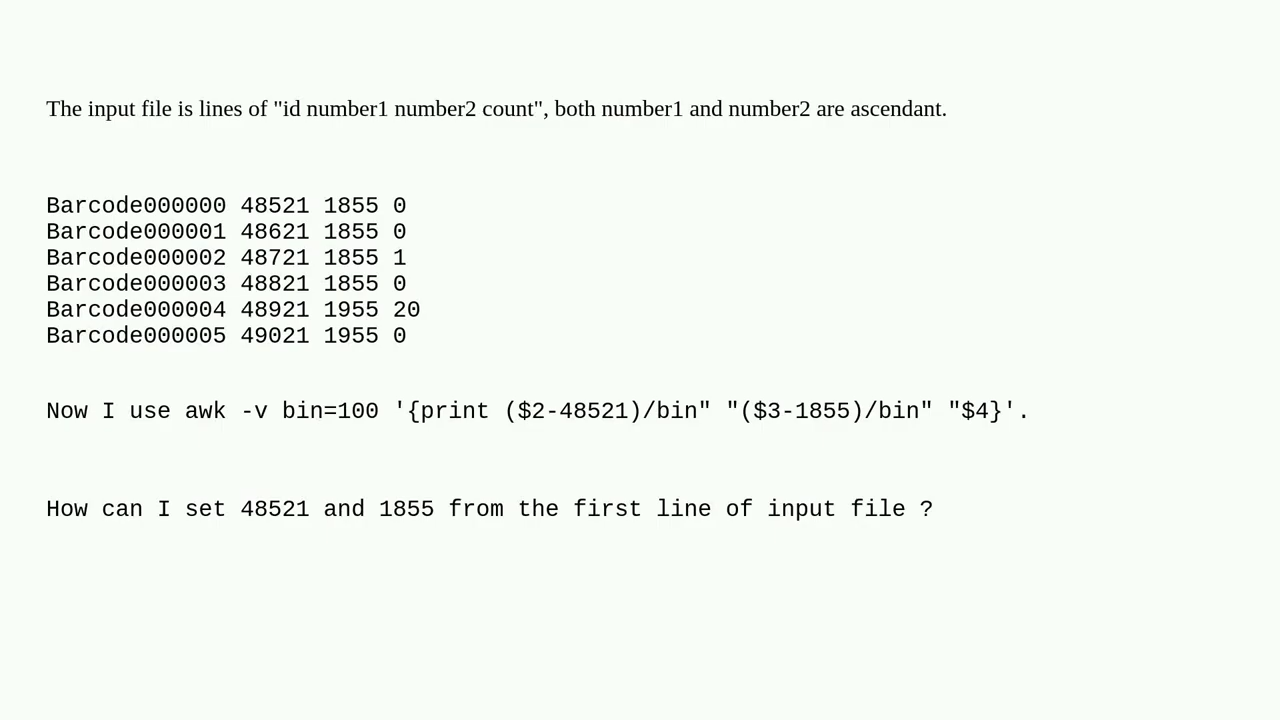 The input file is lines of "id number1 number2 count", both number1 and number2 are ascendant.
Barcode000000 48521 1855 0
Barcode000001 48621 1855 0
Barcode000002 48721 1855 1
Barcode000003 48821 1855 0
Barcode000004 48921 1955 20
Barcode000005 49021 1955 0
Now I use awk -v bin=100 '{print ($2-48521)/bin" "($3-1855)/bin" "$4}'.
How can I set 48521 and 1855 from the first line of input file ?